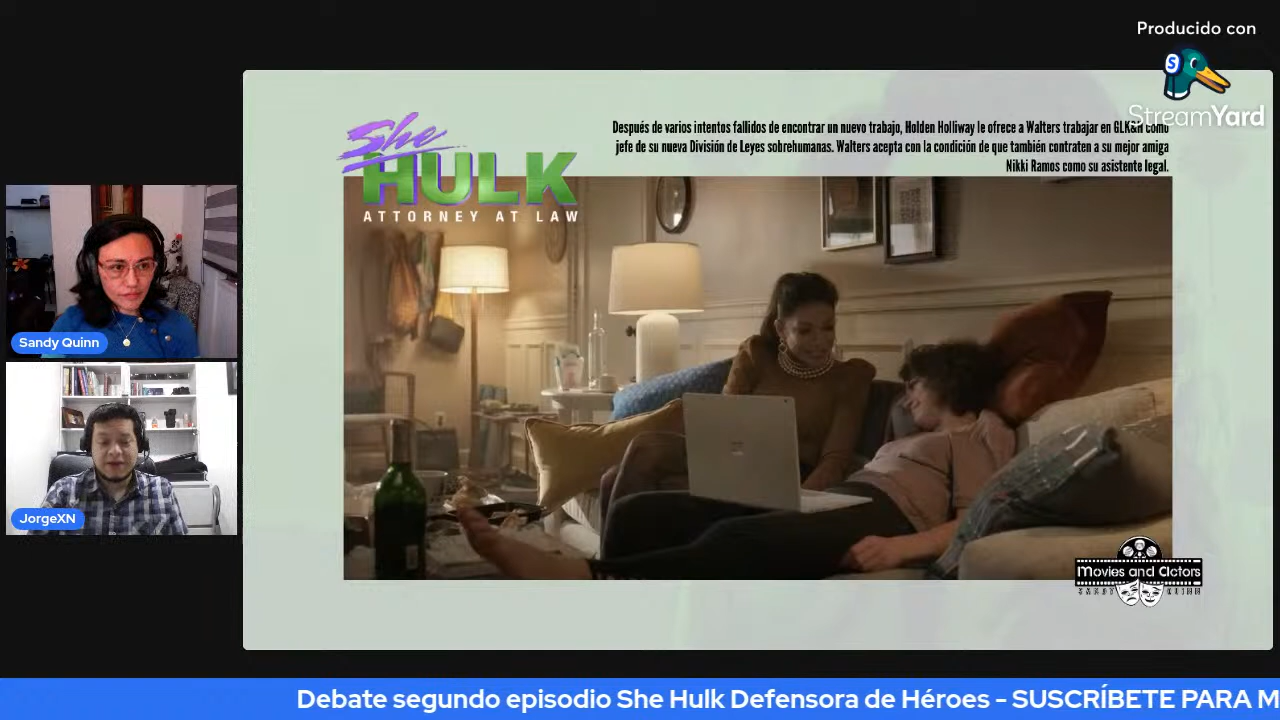 Producido con
StreamYard
She
HULK
ATTORNEY AT LAW
Después de varios intentos fallidos de encontrar un nuevo trabajo, Holden Holliway le ofrece a Walters trabajar en GLK&H como
jefe de su nueva División de Leyes sobrehumanas. Walters acepta con la condición de que también contraten a su mejor amiga
Nikki Ramos como su asistente legal.
Sandy Quinn
JorgeXN
Movies and Actors
SANDY QUINN
Debate segundo episodio She Hulk Defensora de Héroes - SUSCRÍBETE PARA M